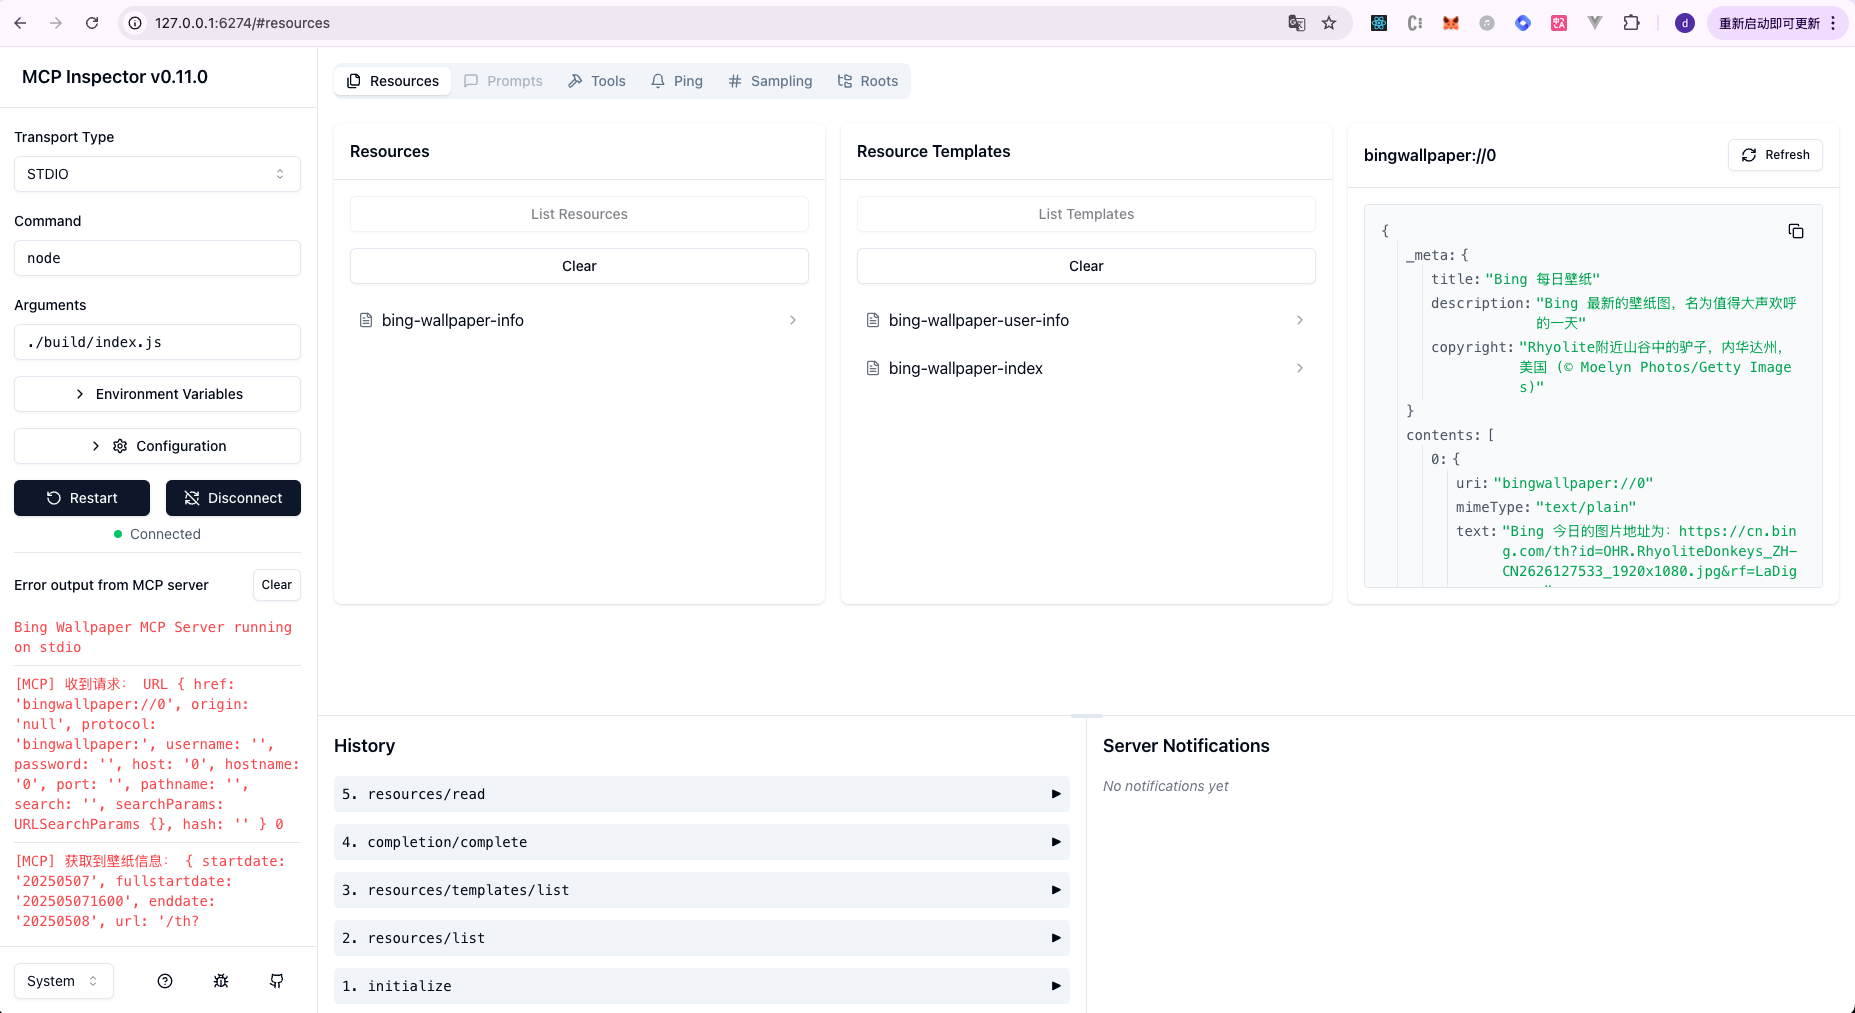 127.0.0.1:6274/#resources
d
重新启动即可更新
MCP Inspector v0.11.0
Transport Type
STDIO
Command
node
Arguments
./build/index.js
Environment Variables
Configuration
Restart
Disconnect
Connected
Error output from MCP server
Clear
Bing Wallpaper MCP Server running
on stdio
[MCP] 收到请求： URL { href:
'bingwallpaper://0', origin:
'null', protocol:
'bingwallpaper:', username: '',
password: '', host: '0', hostname:
'0', port: '', pathname: '',
search: '', searchParams:
URLSearchParams {}, hash: '' } 0
[MCP] 获取到壁纸信息： { startdate:
'20250507', fullstartdate:
'202505071600', enddate:
'20250508', url: '/th?
System
Resources
Prompts
Tools
Ping
Sampling
Roots
Resources
List Resources
Clear
bing-wallpaper-info
Resource Templates
List Templates
Clear
bing-wallpaper-user-info
bing-wallpaper-index
bingwallpaper://0
Refresh
{
_meta: {
title: "Bing 每日壁纸"
description: "Bing 最新的壁纸图，名为值得大声欢呼
的一天"
copyright: "Rhyolite附近山谷中的驴子，内华达州，
美国 (© Moelyn Photos/Getty Image
s)"
}
contents: [
0: {
uri: "bingwallpaper://0"
mimeType: "text/plain"
text: "Bing 今日的图片地址为：https://cn.bin
g.com/th?id=OHR.RhyoliteDonkeys_ZH-
CN2626127533_1920x1080.jpg&rf=LaDig
History
5. resources/read
4. completion/complete
3. resources/templates/list
2. resources/list
1. initialize
Server Notifications
No notifications yet